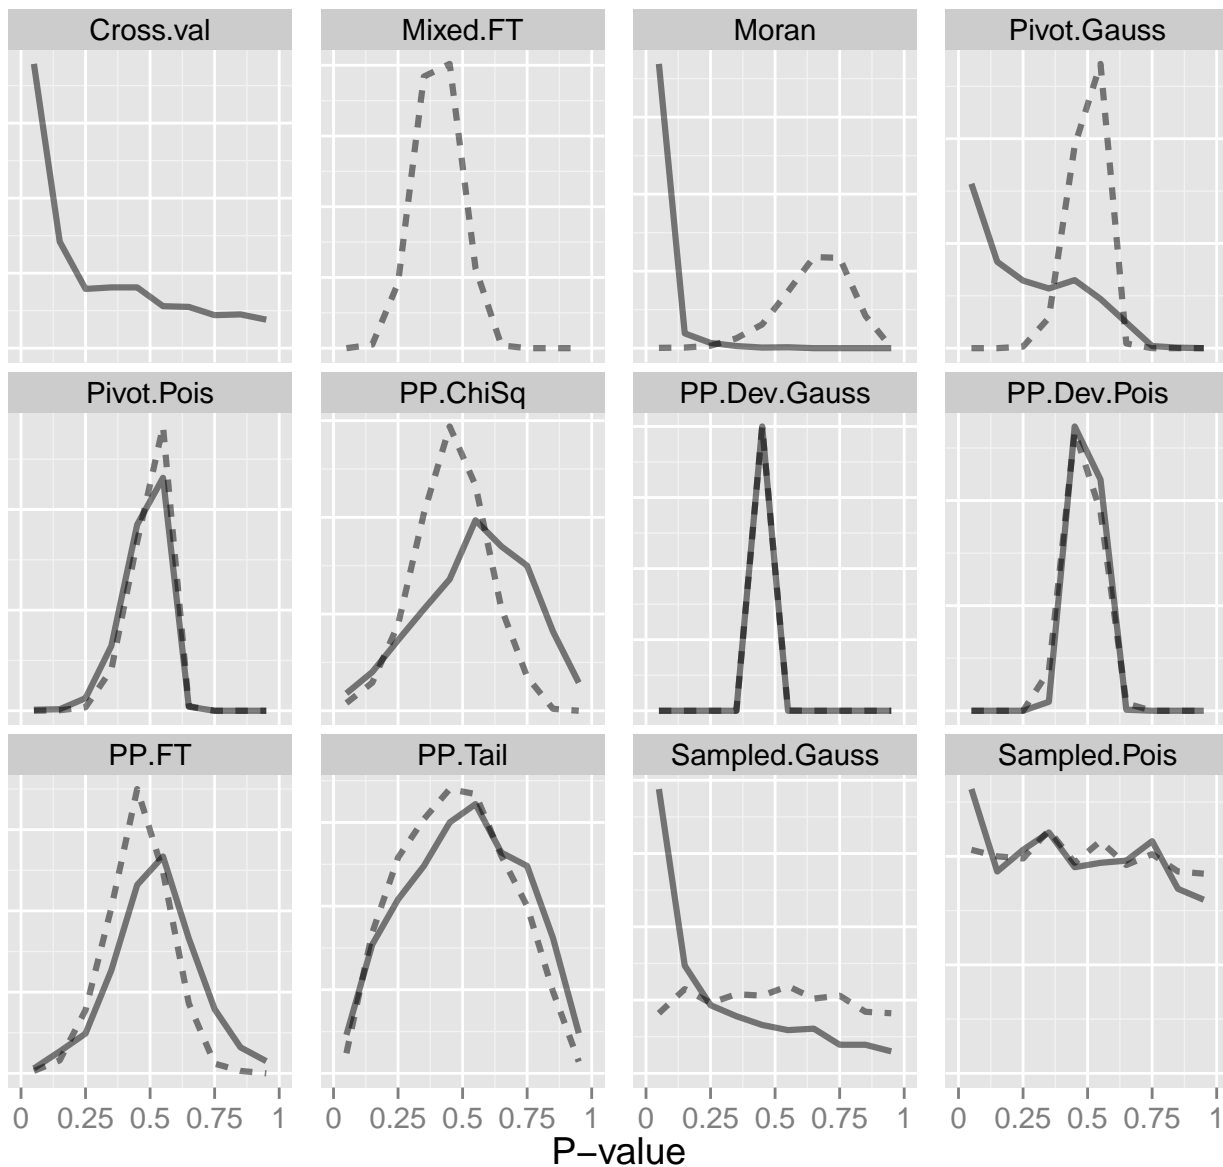 Cross.val Mixed.FT Moran Pivot.Gauss
Pivot.Pois PP.ChiSq PP.Dev.Gauss PP.Dev.Pois
PP.FT PP.Tail Sampled.Gauss Sampled.Pois
0 0.25 0.5 0.75 1 0 0.25 0.5 0.75 1 0 0.25 0.5 0.75 1 0 0.25 0.5 0.75 1
P−value